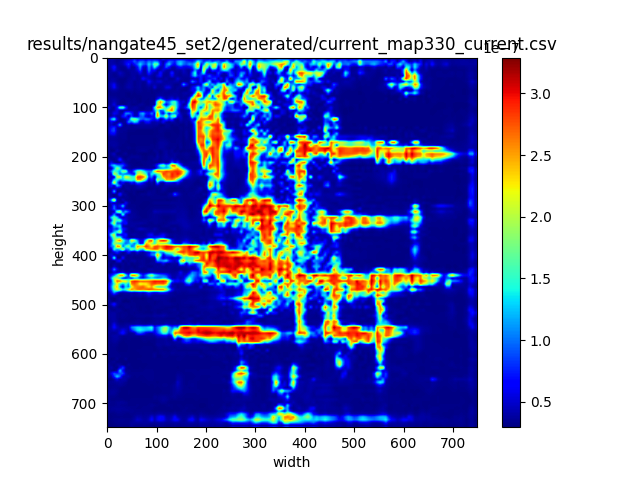 results/nangate45_set2/generated/current_map330_current.csv
1e−7
0
100
200
300
400
500
600
700
height
0 100 200 300 400 500 600 700
width
3.0
2.5
2.0
1.5
1.0
0.5